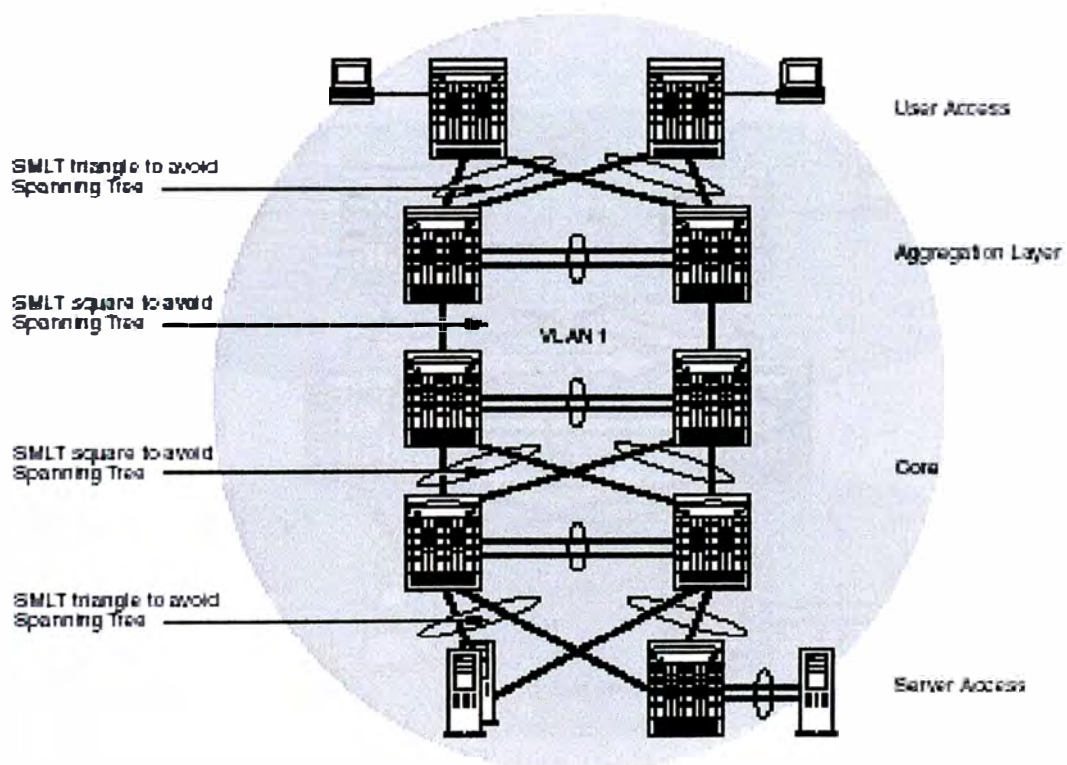 User Access
SMLT triangle to avoid
Spanning Tree
Aggregation Layer
SMLT square to avoid
Spanning Tree
VLAN 1
SMLT square to avoid
Spanning Tree
Core
SMLT triangle to avoid
Spanning Tree
Server Access